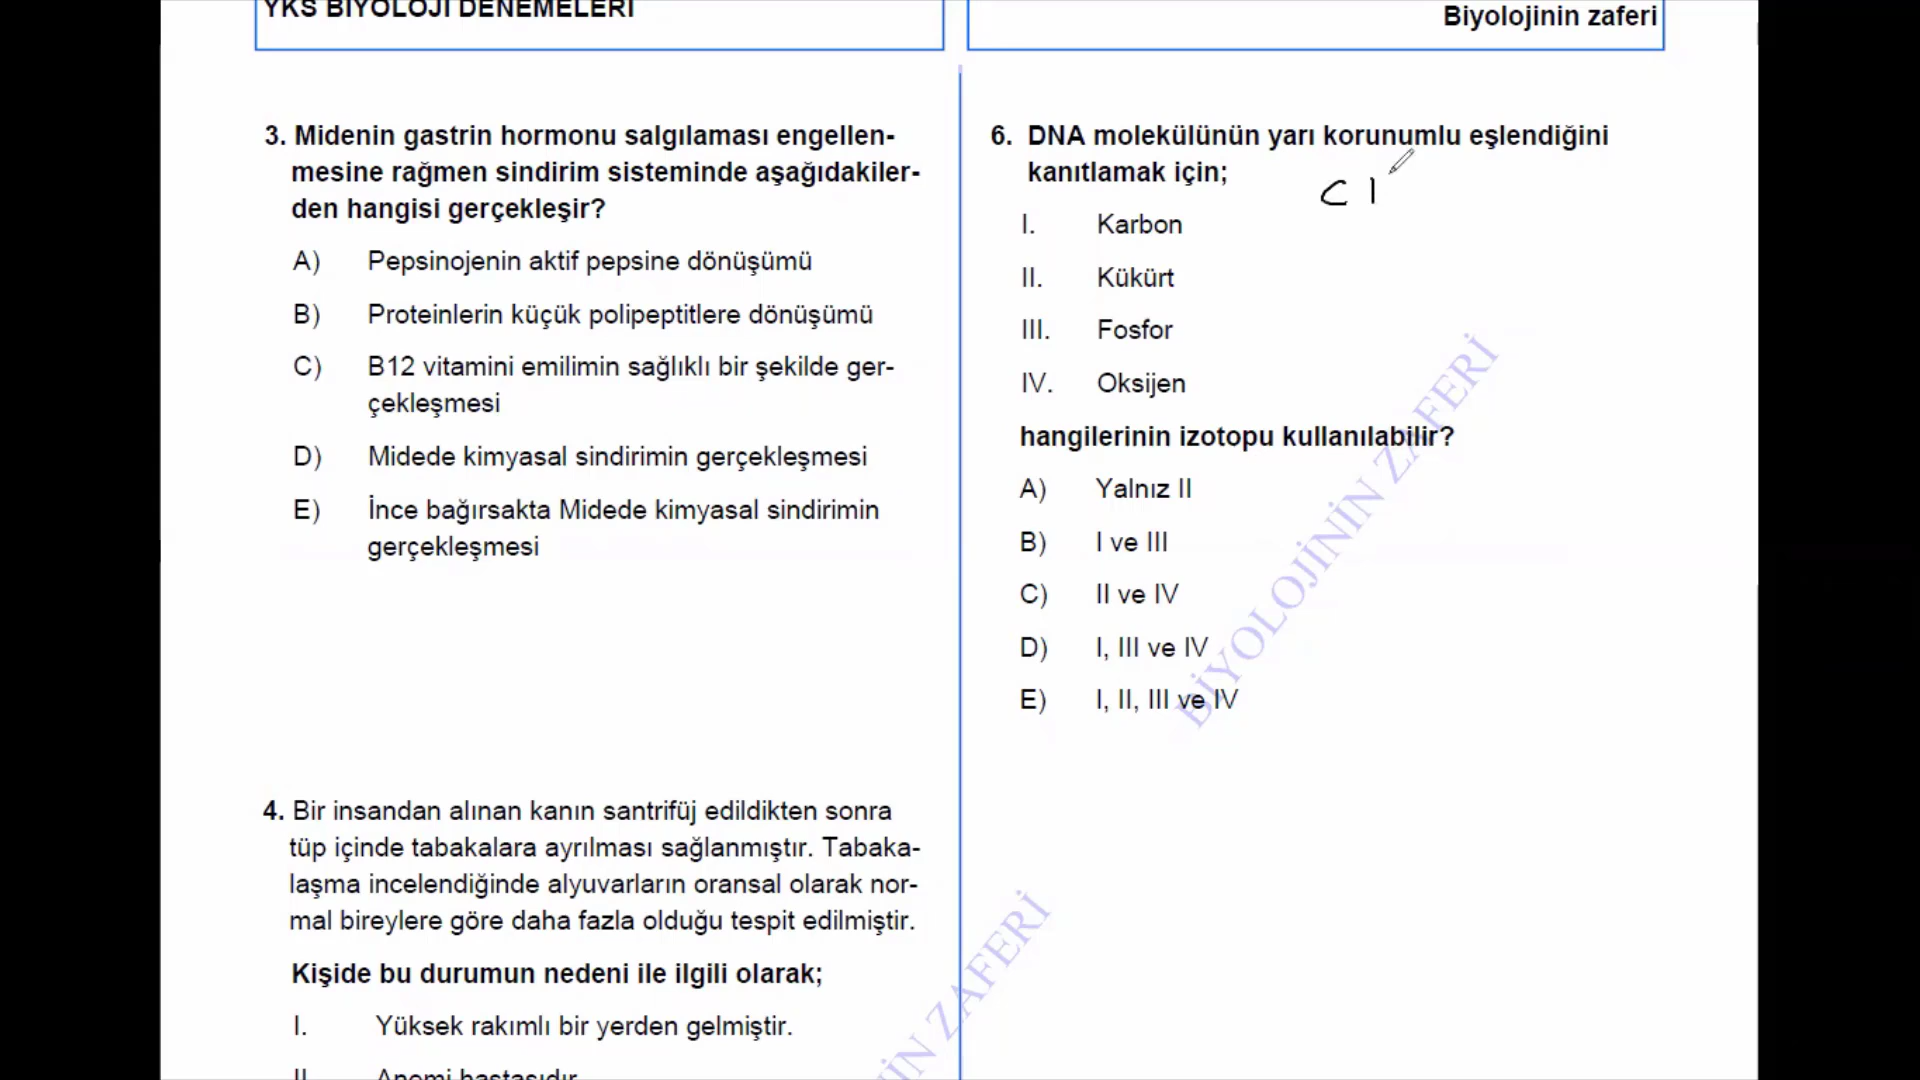 YKS BİYOLOJİ DENEMELERİ
Biyolojinin zaferi
3. Midenin gastrin hormonu salgılaması engellen-
mesine rağmen sindirim sisteminde aşağıdakiler-
den hangisi gerçekleşir?
A) Pepsinojenin aktif pepsine dönüşümü
B) Proteinlerin küçük polipeptitlere dönüşümü
C) B12 vitamini emilimin sağlıklı bir şekilde ger-
çekleşmesi
D) Midede kimyasal sindirimin gerçekleşmesi
E) İnce bağırsakta Midede kimyasal sindirimin
gerçekleşmesi
4. Bir insandan alınan kanın santrifüj edildikten sonra
tüp içinde tabakalara ayrılması sağlanmıştır. Tabaka-
laşma incelendiğinde alyuvarların oransal olarak nor-
mal bireylere göre daha fazla olduğu tespit edilmiştir.
Kişide bu durumun nedeni ile ilgili olarak;
I. Yüksek rakımlı bir yerden gelmiştir.
II. Anemi hastasıdır
6. DNA molekülünün yarı korunumlu eşlendiğini
kanıtlamak için;
C I
I. Karbon
II. Kükürt
III. Fosfor
IV. Oksijen
hangilerinin izotopu kullanılabilir?
A) Yalnız II
B) I ve III
C) II ve IV
D) I, III ve IV
E) I, II, III ve IV
BİYOLOJİNİN ZAFERİ
NİN ZAFERİ